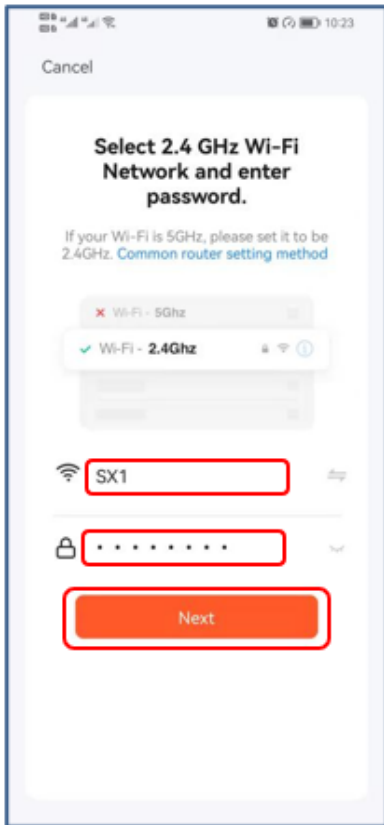 10:23
Cancel
Select 2.4 GHz Wi-Fi
Network and enter
password.
If your Wi-Fi is 5GHz, please set it to be
2.4GHz. Common router setting method
Wi-Fi - 5Ghz
Wi-Fi - 2.4Ghz
SX1
Next